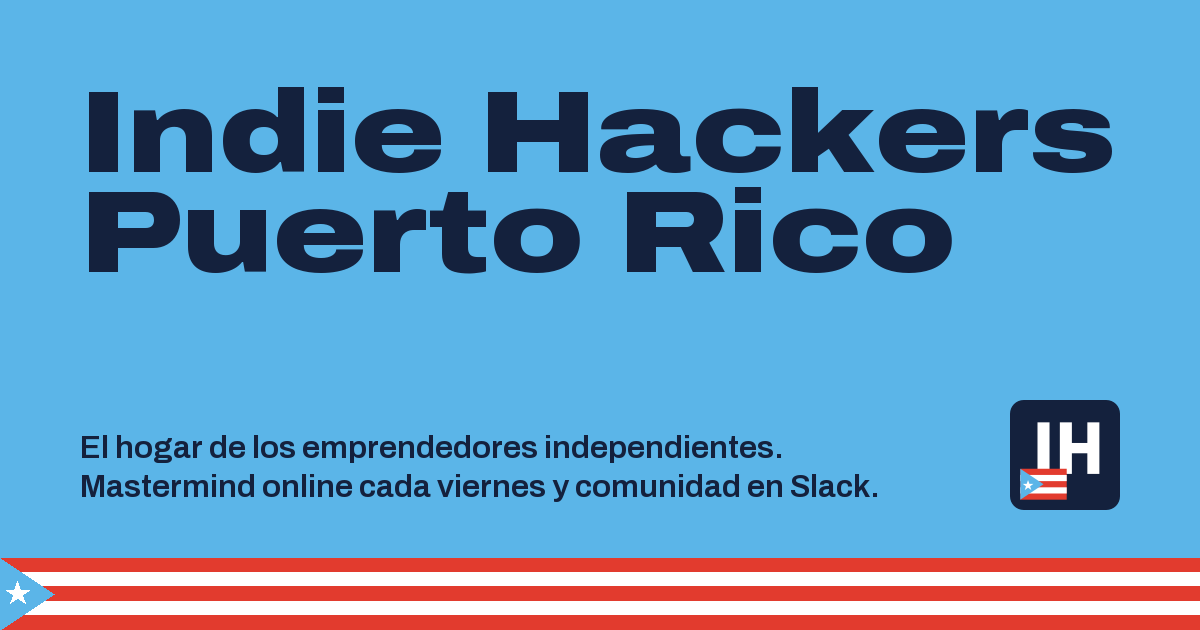 Indie Hackers
Puerto Rico
El hogar de los emprendedores independientes.
Mastermind online cada viernes y comunidad en Slack.
IH